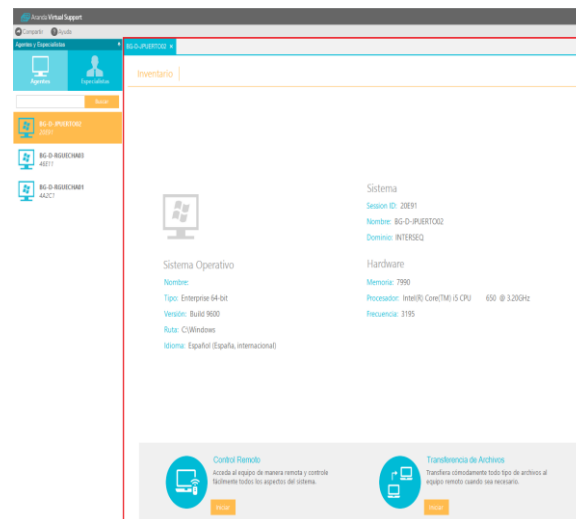 Aranda Virtual Support
Compartir Ayuda
Agentes y Especialistas
BG-D-JPUERTO02 ×
Agentes
Especialistas
Inventario
Buscar
BG-D-JPUERTO02
20E91
BG-D-RGUECHA03
4EE11
BG-D-RGUECHA01
4A2C1
Sistema
Session ID: 20E91
Nombre: BG-D-JPUERTO02
Dominio: INTERSEQ
Sistema Operativo
Nombre:
Tipo: Enterprise 64-bit
Versión: Build 9600
Ruta: C:\Windows
Idioma: Español (España, internacional)
Hardware
Memoria: 7990
Procesador: Intel(R) Core(TM) i5 CPU 650 @ 3.20GHz
Frecuencia: 3195
Control Remoto
Acceda al equipo de manera remota y controle
fácilmente todos los aspectos del sistema.
Iniciar
Transferencia de Archivos
Transfiera cómodamente todo tipo de archivos al
equipo remoto cuando sea necesario.
Iniciar